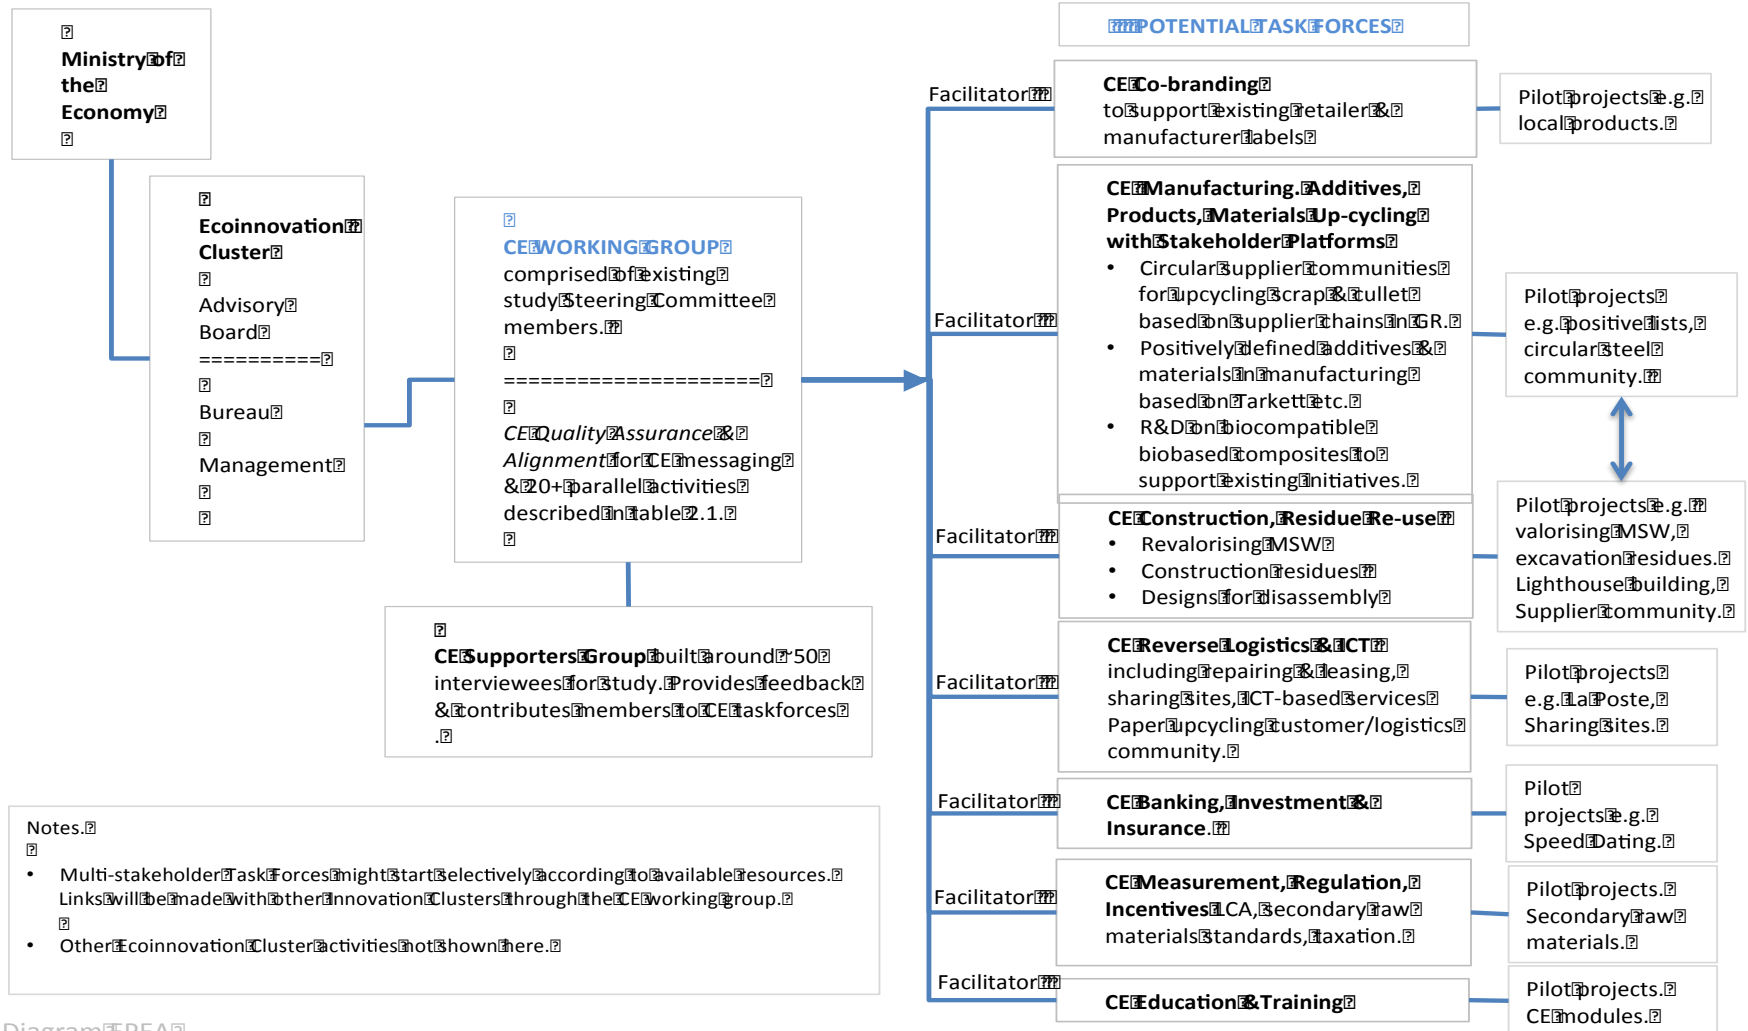 Ministry of
the
Economy
Ecoinnovation
Cluster
Advisory
Board
==========
Bureau
Management
CE WORKING GROUP
comprised of existing
study Steering Committee
members.
=====================
CE Quality Assurance &
Alignment for CE messaging
& 20+ parallel activities
described in table 2.1.
CE Supporters Group built around ~50
interviewees for study. Provides feedback
& contributes members to CE taskforces
.
Notes.
• Multi-stakeholder Task Forces might start selectively according to available resources.
Links will be made with other Innovation Clusters through the CE working group.
• Other Ecoinnovation Cluster activities not shown here.
Diagram EPEA
POTENTIAL TASK FORCES
Facilitator
CE Co-branding
to support existing retailer &
manufacturer labels
Pilot projects e.g.
local products.
Facilitator
CE Manufacturing. Additives,
Products, Materials Up-cycling
with Stakeholder Platforms
• Circular supplier communities
for upcycling scrap & cullet
based on supplier chains in GR.
• Positively defined additives &
materials in manufacturing
based on Tarkett etc.
• R&D on biocompatible
biobased composites to
support existing initiatives.
Pilot projects
e.g. positive lists,
circular steel
community.
Facilitator
CE Construction, Residue Re-use
• Revalorising MSW
• Construction residues
• Designs for disassembly
Pilot projects e.g.
valorising MSW,
excavation residues.
Lighthouse building,
Supplier community.
Facilitator
CE Reverse Logistics & ICT
including repairing & leasing,
sharing sites, ICT-based services
Paper upcycling customer/logistics
community.
Pilot projects
e.g. La Poste,
Sharing sites.
Facilitator
CE Banking, Investment &
Insurance.
Pilot
projects e.g.
Speed Dating.
Facilitator
CE Measurement, Regulation,
Incentives LCA, secondary raw
materials standards, taxation.
Pilot projects.
Secondary raw
materials.
Facilitator
CE Education & Training
Pilot projects.
CE modules.